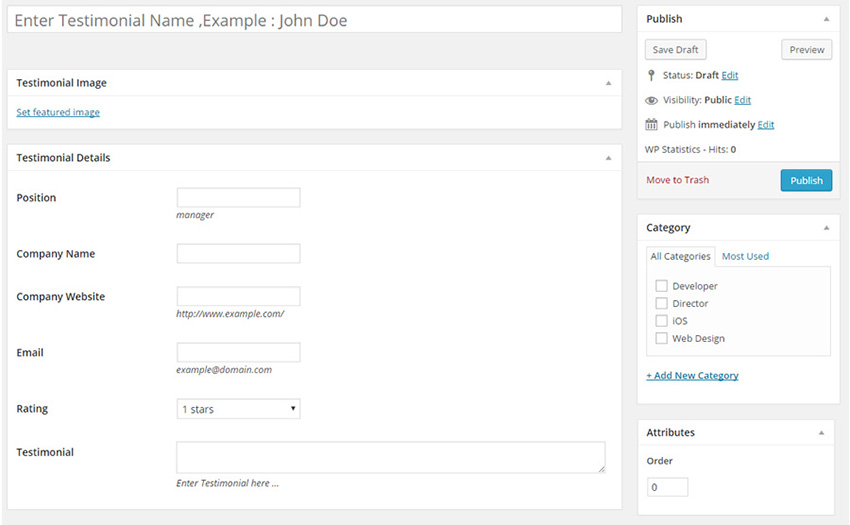 Enter Testimonial Name ,Example : John Doe
Testimonial Image
Set featured image
Testimonial Details
Position
manager
Company Name
Company Website
http://www.example.com/
Email
example@domain.com
Rating
1 stars
Testimonial
Enter Testimonial here ...
Publish
Save Draft
Preview
Status: Draft Edit
Visibility: Public Edit
Publish immediately Edit
WP Statistics - Hits: 0
Move to Trash
Publish
Category
All Categories
Most Used
Developer
Director
iOS
Web Design
+ Add New Category
Attributes
Order
0